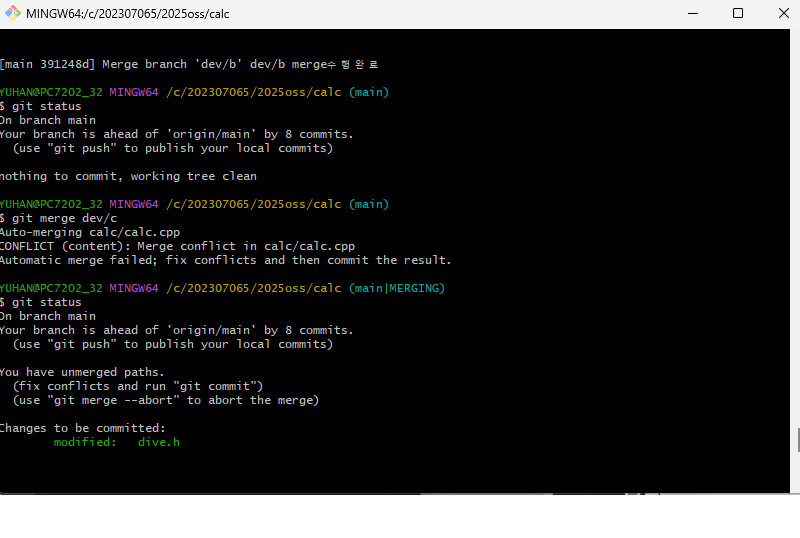 MINGW64:/c/202307065/2025oss/calc
[main 391248d] Merge branch 'dev/b' dev/b merge수 행 완 료
YUHAN@PC7202_32 MINGW64 /c/202307065/2025oss/calc (main)
$ git status
On branch main
Your branch is ahead of 'origin/main' by 8 commits.
(use "git push" to publish your local commits)
nothing to commit, working tree clean
YUHAN@PC7202_32 MINGW64 /c/202307065/2025oss/calc (main)
$ git merge dev/c
Auto-merging calc/calc.cpp
CONFLICT (content): Merge conflict in calc/calc.cpp
Automatic merge failed; fix conflicts and then commit the result.
YUHAN@PC7202_32 MINGW64 /c/202307065/2025oss/calc (main|MERGING)
$ git status
On branch main
Your branch is ahead of 'origin/main' by 8 commits.
(use "git push" to publish your local commits)
You have unmerged paths.
(fix conflicts and run "git commit")
(use "git merge --abort" to abort the merge)
Changes to be committed:
modified: dive.h